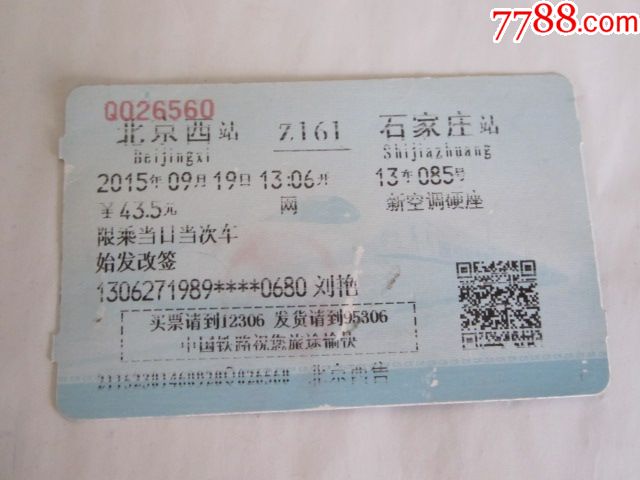 7788.com
Q026560
北京西站 Z161 石家庄站
Beijingxi Shijiazhuang
2015年09月19日13:06开 13车085号
￥43.5元 网 新空调硬座
限乘当日当次车
始发改签
1306271989****0680 刘艳
买票请到12306 发货请到95306
中国铁路祝您旅途愉快
北京西售